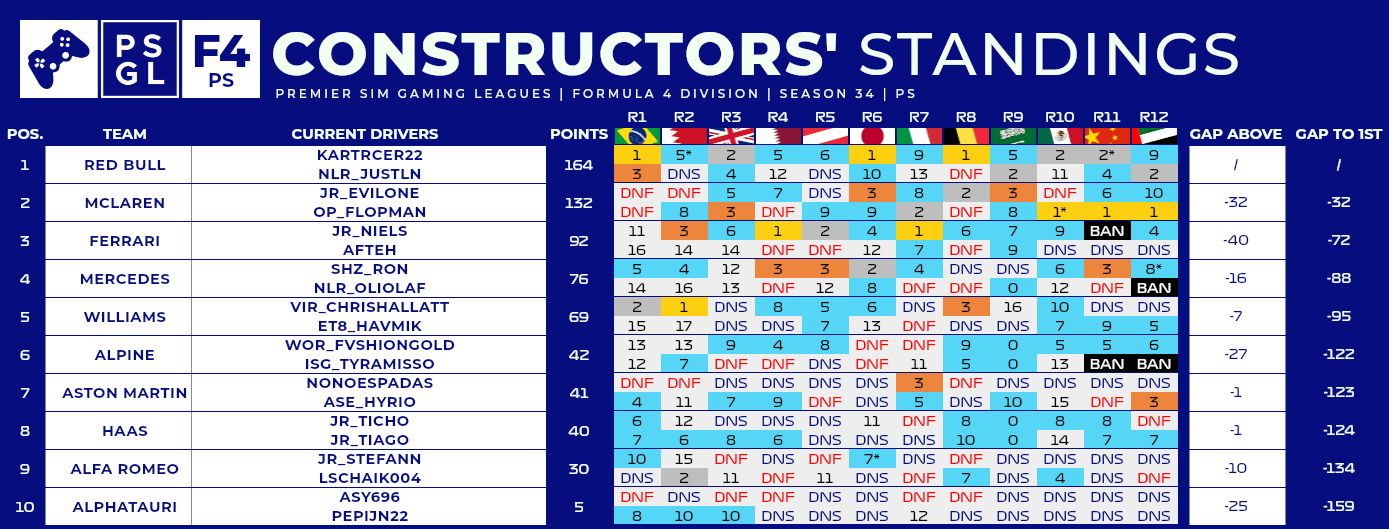 PS
GL
F4
PS
CONSTRUCTORS' STANDINGS
PREMIER SIM GAMING LEAGUES | FORMULA 4 DIVISION | SEASON 34 | PS
R1 R2 R3 R4 R5 R6 R7 R8 R9 R10 R11 R12
POS. TEAM CURRENT DRIVERS POINTS GAP ABOVE GAP TO 1ST
KARTRCER22 1 5* 2 5 6 1 9 1 5 2 2* 9
1 RED BULL 164 / /
NLR_JUSTLN 3 DNS 4 12 DNS 10 13 DNF 2 11 4 2
JR_EVILONE DNF DNF 5 7 DNS 3 8 2 3 DNF 6 10
2 MCLAREN 132 -32 -32
OP_FLOPMAN DNF 8 3 DNF 9 9 2 DNF 8 1* 1 1
JR_NIELS 11 3 6 1 2 4 1 6 7 9 BAN 4
3 FERRARI 92 -40 -72
AFTEH 16 14 14 DNF DNF 12 7 DNF 9 DNS DNS DNS
SHZ_RON 5 4 12 3 3 2 4 DNS DNS 6 3 8*
4 MERCEDES 76 -16 -88
NLR_OLIOLAF 14 16 13 DNF 12 8 DNF DNF 0 12 DNF BAN
VIR_CHRISHALLATT 2 1 DNS 8 5 6 DNS 3 16 10 DNS DNS
5 WILLIAMS 69 -7 -95
ET8_HAVMIK 15 17 DNS DNS 7 13 DNF DNS DNS 7 9 5
WOR_FVSHIONGOLD 13 13 9 4 8 DNF DNF 9 0 5 5 6
6 ALPINE 42 -27 -122
ISG_TYRAMISSO 12 7 DNF DNF DNS DNF 11 5 0 13 BAN BAN
NONOESPADAS DNF DNF DNS DNS DNS DNS 3 DNF DNS DNS DNS DNS
7 ASTON MARTIN 41 -1 -123
ASE_HYRIO 4 11 7 9 DNF DNS 5 DNS 10 15 DNF 3
JR_TICHO 6 12 DNS DNS DNS 11 DNF 8 0 8 8 DNF
8 HAAS 40 -1 -124
JR_TIAGO 7 6 8 6 DNS DNS DNS 10 0 14 7 7
JR_STEFANN 10 15 DNF DNS DNF 7* DNS DNF DNS DNS DNS DNS
9 ALFA ROMEO 30 -10 -134
LSCHAIK004 DNS 2 11 DNF 11 DNS DNF 7 DNS 4 DNS DNF
ASY696 DNF DNS DNF DNF DNS DNS DNF DNF DNS DNS DNS DNS
10 ALPHATAURI 5 -25 -159
PEPIJN22 8 10 10 DNS DNS DNS 12 DNS DNS DNS DNS DNS